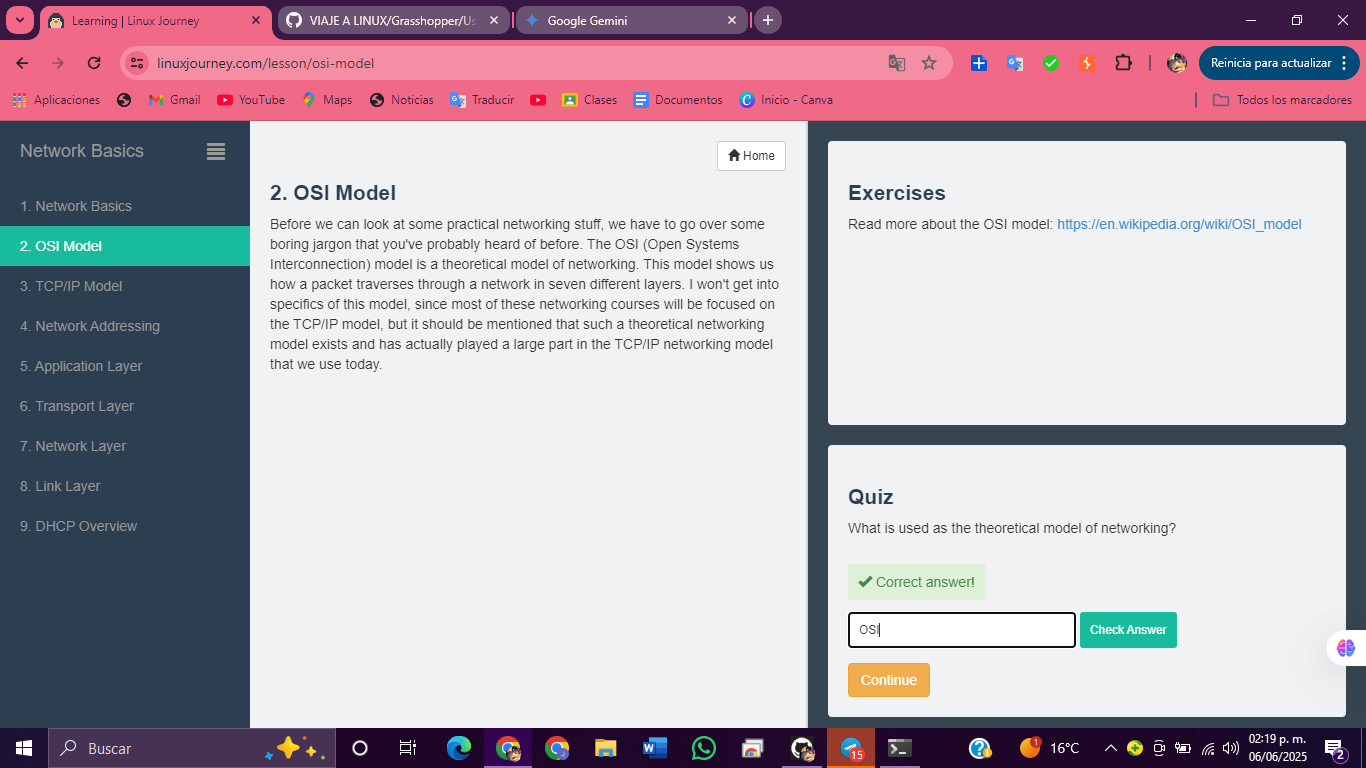 Learning | Linux Journey
VIAJE A LINUX/Grasshopper/Us
Google Gemini
linuxjourney.com/lesson/osi-model
Reinicia para actualizar
Aplicaciones
Gmail
YouTube
Maps
Noticias
Traducir
Clases
Documentos
Inicio - Canva
Todos los marcadores
Network Basics
1. Network Basics
2. OSI Model
3. TCP/IP Model
4. Network Addressing
5. Application Layer
6. Transport Layer
7. Network Layer
8. Link Layer
9. DHCP Overview
Home
2. OSI Model
Before we can look at some practical networking stuff, we have to go over some
boring jargon that you've probably heard of before. The OSI (Open Systems
Interconnection) model is a theoretical model of networking. This model shows us
how a packet traverses through a network in seven different layers. I won't get into
specifics of this model, since most of these networking courses will be focused on
the TCP/IP model, but it should be mentioned that such a theoretical networking
model exists and has actually played a large part in the TCP/IP networking model
that we use today.
Exercises
Read more about the OSI model: https://en.wikipedia.org/wiki/OSI_model
Quiz
What is used as the theoretical model of networking?
Correct answer!
OSI
Check Answer
Continue
Buscar
15
1
16°C
02:19 p. m.
06/06/2025
2